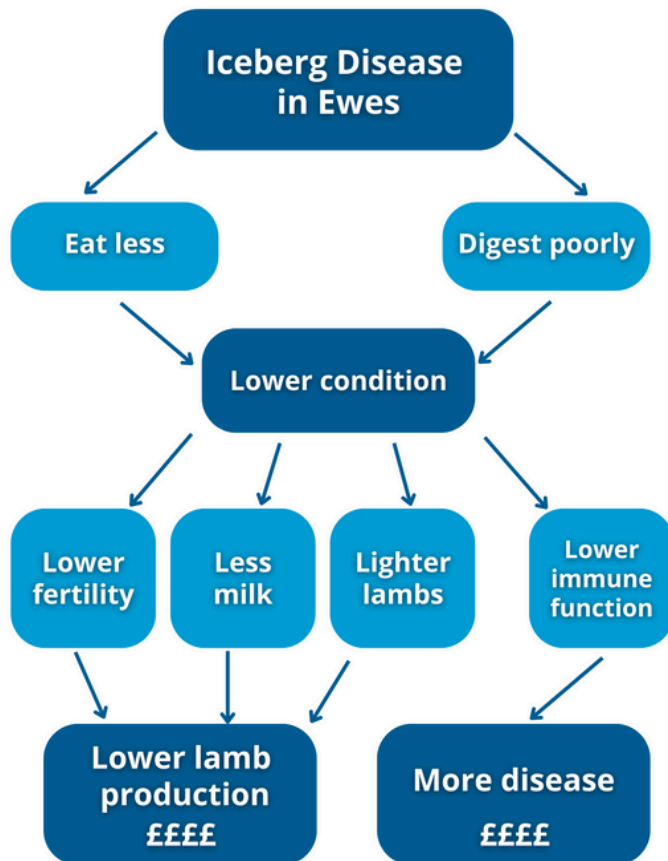 Iceberg Disease
in Ewes
Eat less
Digest poorly
Lower condition
Lower
fertility
Less
milk
Lighter
lambs
Lower
immune
function
Lower lamb
production
££££
More disease
££££